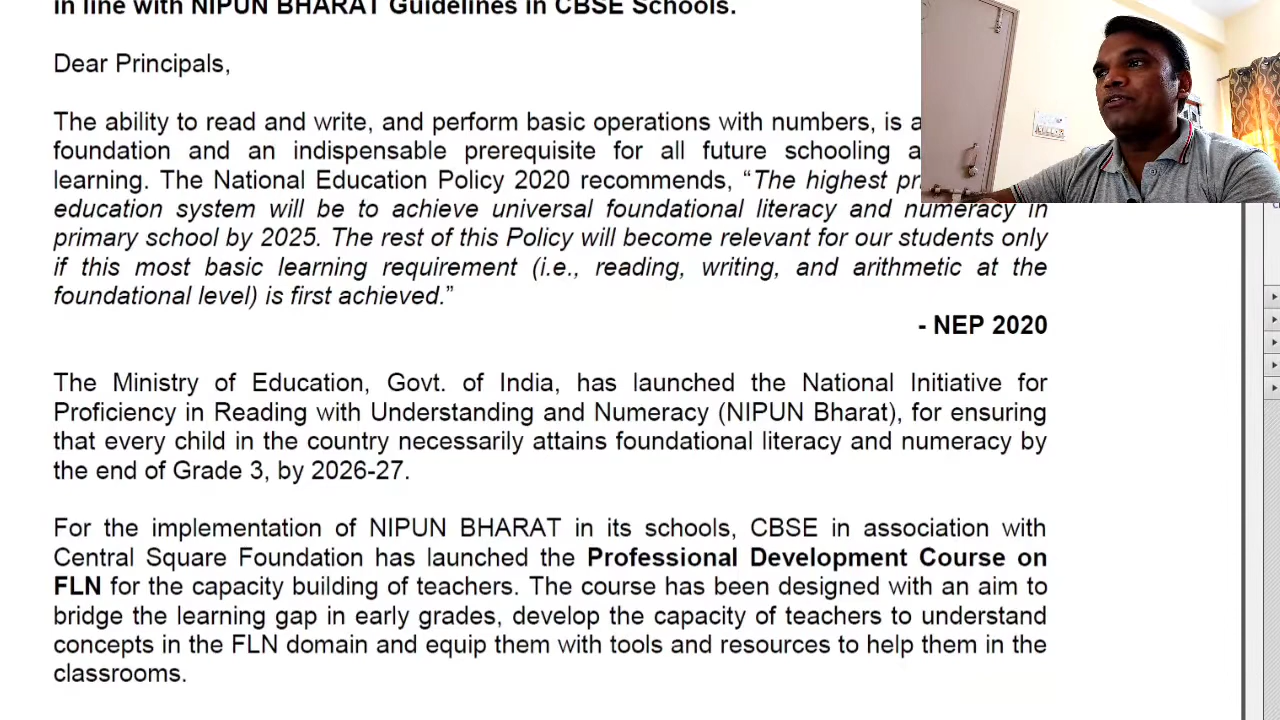 in line with NIPUN BHARAT Guidelines in CBSE Schools.
Dear Principals,
The ability to read and write, and perform basic operations with numbers, is a
foundation and an indispensable prerequisite for all future schooling a
learning. The National Education Policy 2020 recommends, “The highest pr
education system will be to achieve universal foundational literacy and numeracy in
primary school by 2025. The rest of this Policy will become relevant for our students only
if this most basic learning requirement (i.e., reading, writing, and arithmetic at the
foundational level) is first achieved.”
- NEP 2020
The Ministry of Education, Govt. of India, has launched the National Initiative for
Proficiency in Reading with Understanding and Numeracy (NIPUN Bharat), for ensuring
that every child in the country necessarily attains foundational literacy and numeracy by
the end of Grade 3, by 2026-27.
For the implementation of NIPUN BHARAT in its schools, CBSE in association with
Central Square Foundation has launched the Professional Development Course on
FLN for the capacity building of teachers. The course has been designed with an aim to
bridge the learning gap in early grades, develop the capacity of teachers to understand
concepts in the FLN domain and equip them with tools and resources to help them in the
classrooms.